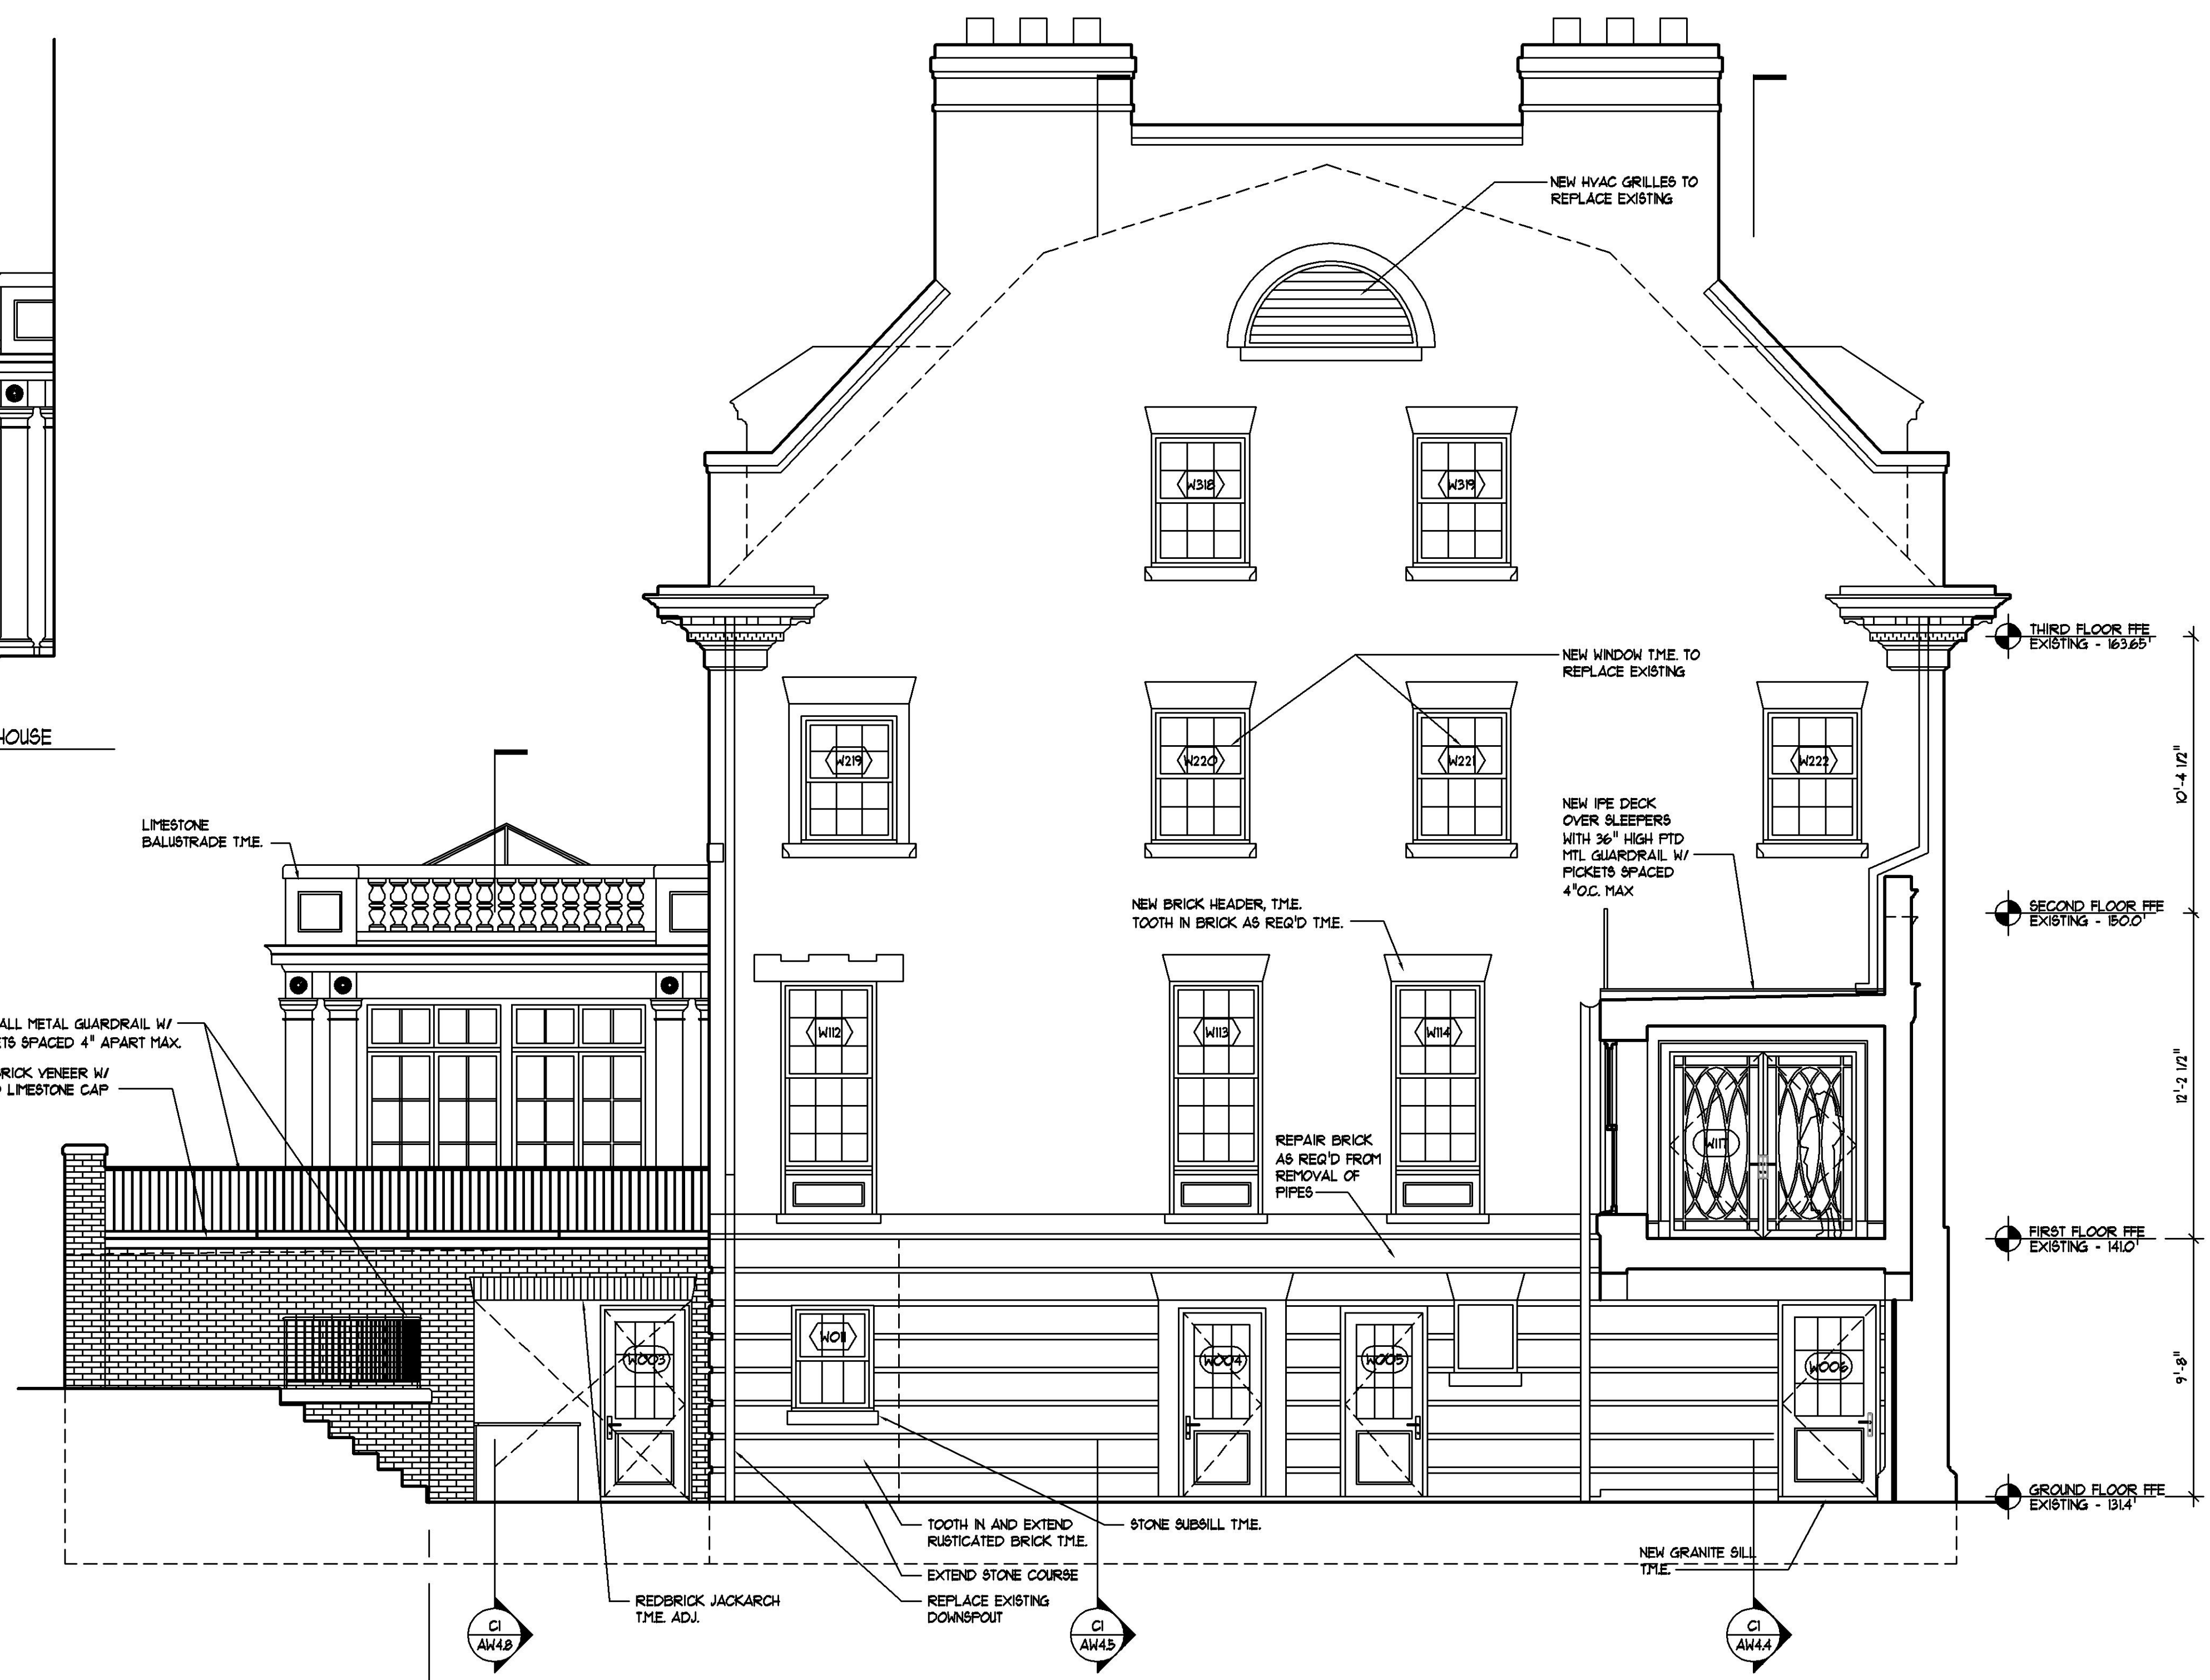 NEW HVAC GRILLES TO
REPLACE EXISTING
W318
W319
THIRD FLOOR FFE
EXISTING - 163.65'
NEW WINDOW T.M.E. TO
REPLACE EXISTING
HOUSE
W219
W220
W221
W222
10'-4 1/2"
LIMESTONE
BALUSTRADE T.M.E.
NEW IPE DECK
OVER SLEEPERS
WITH 36" HIGH PTD
MTL GUARDRAIL W/
PICKETS SPACED
4"O.C. MAX
NEW BRICK HEADER, T.M.E.
TOOTH IN BRICK AS REQ'D T.M.E.
SECOND FLOOR FFE
EXISTING - 150.0'
ALL METAL GUARDRAIL W/
ETS SPACED 4" APART MAX.
W112
W113
W114
12'-2 1/2"
BRICK VENEER W/
LIMESTONE CAP
REPAIR BRICK
AS REQ'D FROM
REMOVAL OF
PIPES
W117
FIRST FLOOR FFE
EXISTING - 141.0'
W003
W011
W004
W005
W006
9'-8"
GROUND FLOOR FFE
EXISTING - 131.4'
TOOTH IN AND EXTEND
RUSTICATED BRICK T.M.E.
STONE SUBSILL T.M.E.
NEW GRANITE SILL
T.M.E.
EXTEND STONE COURSE
REDBRICK JACKARCH
T.M.E. ADJ.
REPLACE EXISTING
DOWNSPOUT
C1
AW4.8
C1
AW4.5
C1
AW4.4